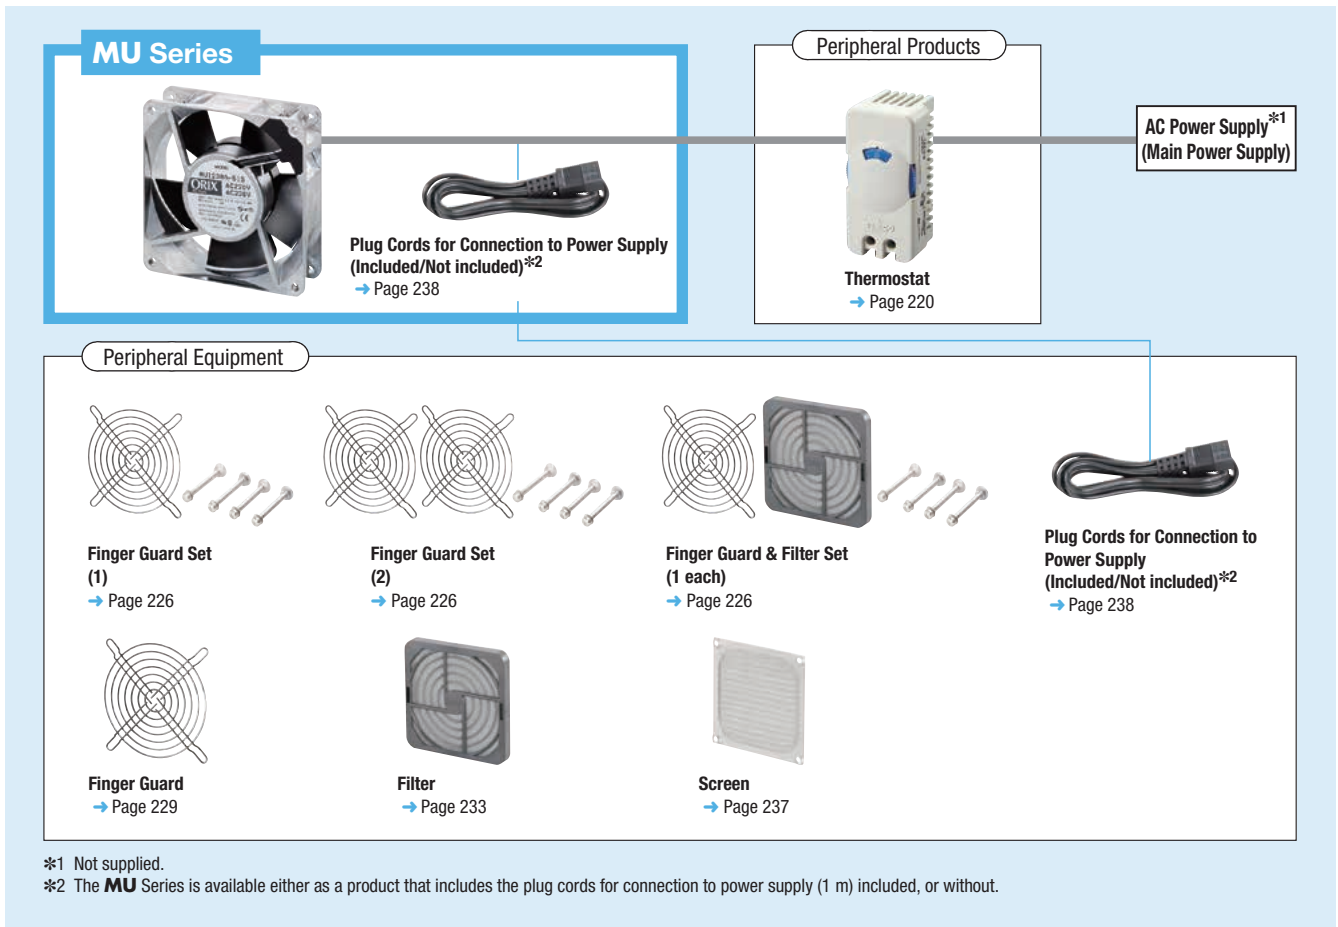 MU Series
Peripheral Products
AC Power Supply*1
(Main Power Supply)
MU1238A-51B
ORIX
AC220V
AC230V
Plug Cords for Connection to Power Supply
(Included/Not included)*2
→ Page 238
Thermostat
→ Page 220
Peripheral Equipment
Finger Guard Set
(1)
→ Page 226
Finger Guard Set
(2)
→ Page 226
Finger Guard & Filter Set
(1 each)
→ Page 226
Plug Cords for Connection to
Power Supply
(Included/Not included)*2
→ Page 238
Finger Guard
→ Page 229
Filter
→ Page 233
Screen
→ Page 237
*1 Not supplied.
*2 The MU Series is available either as a product that includes the plug cords for connection to power supply (1 m) included, or without.